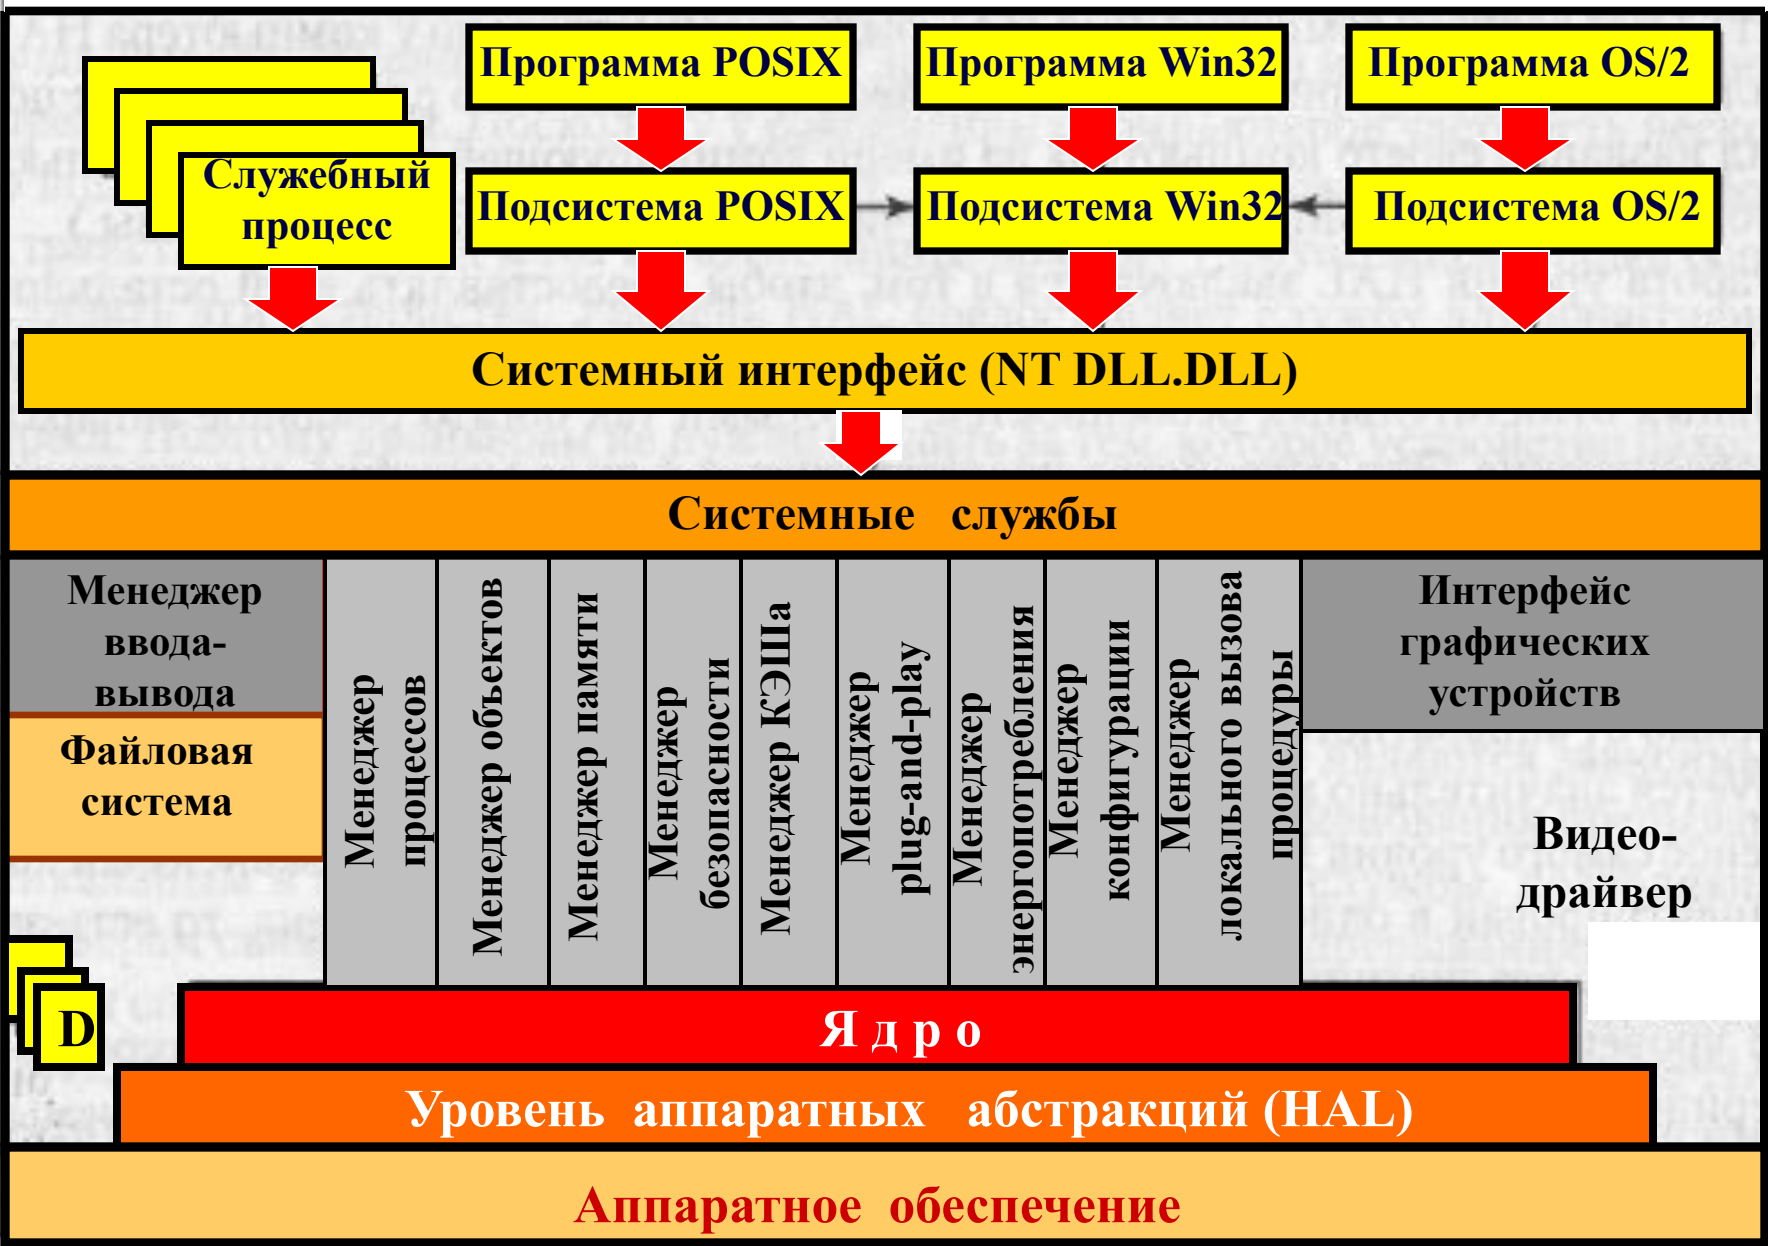 Программа POSIX
Программа Win32
Программа OS/2
Служебный
процесс
Подсистема POSIX
Подсистема Win32
Подсистема OS/2
Системный интерфейс (NT DLL.DLL)
Системные службы
Менеджер
ввода-
вывода
Файловая
система
Менеджер
процессов
Менеджер объектов
Менеджер памяти
Менеджер
безопасности
Менеджер КЭШа
Менеджер
plug-and-play
Менеджер
энергопотребления
Менеджер
конфигурации
Менеджер
локального вызова
процедуры
Интерфейс
графических
устройств
Видео-
драйвер
D
Я д р о
Уровень аппаратных абстракций (HAL)
Аппаратное обеспечение